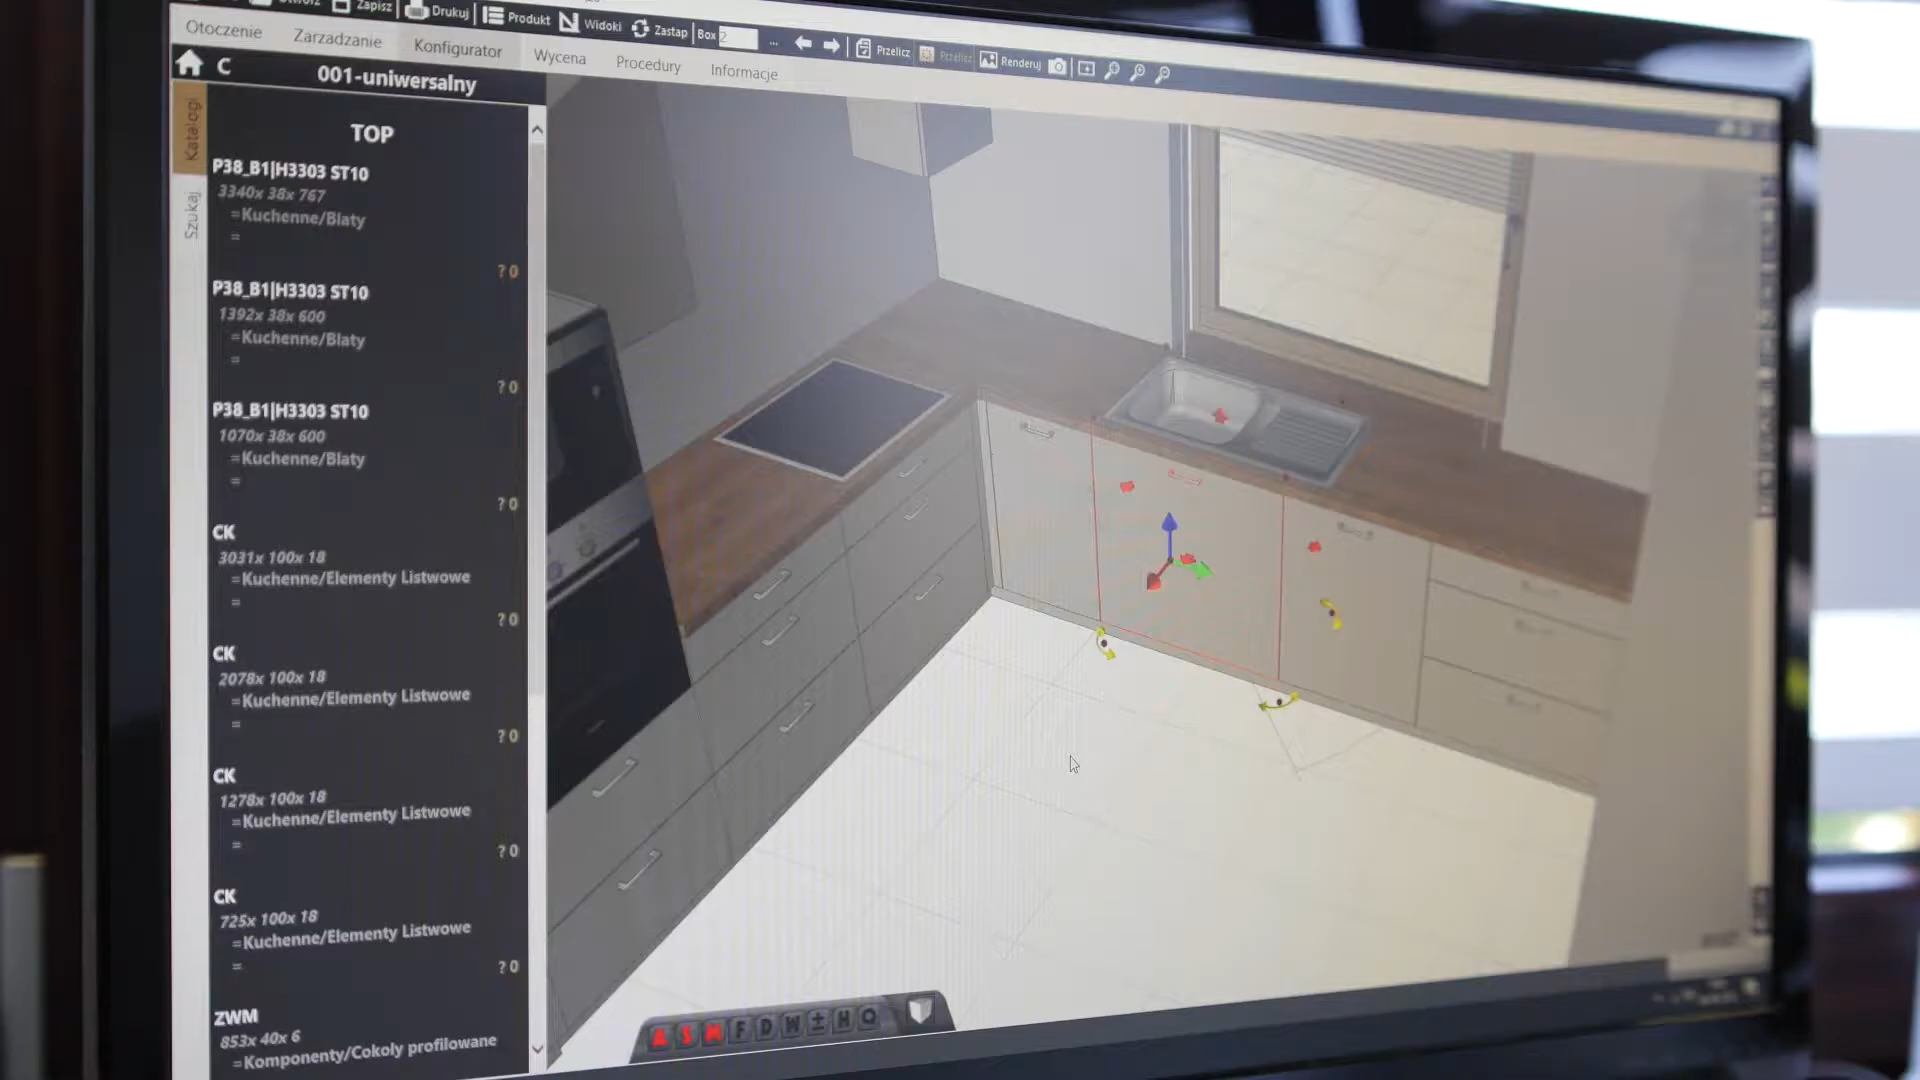 Otwórz Zapisz Drukuj Produkt Widoki Zastąp Box 2 ... Przelicz Przelicz Renderuj
Otoczenie Zarządzanie Konfigurator Wycena Procedury Informacje
C 001-uniwersalny
Katalogi
Szukaj
TOP
P38_B1|H3303 ST10
3340x 38x 767
=Kuchenne/Blaty
=
? 0
P38_B1|H3303 ST10
1392x 38x 600
=Kuchenne/Blaty
=
? 0
P38_B1|H3303 ST10
1070x 38x 600
=Kuchenne/Blaty
=
? 0
CK
3031x 100x 18
=Kuchenne/Elementy Listwowe
=
? 0
CK
2078x 100x 18
=Kuchenne/Elementy Listwowe
=
? 0
CK
1278x 100x 18
=Kuchenne/Elementy Listwowe
=
? 0
CK
725x 100x 18
=Kuchenne/Elementy Listwowe
=
? 0
ZWM
853x 40x 6
=Komponenty/Cokoly profilowane
A S M F D W ± H Q